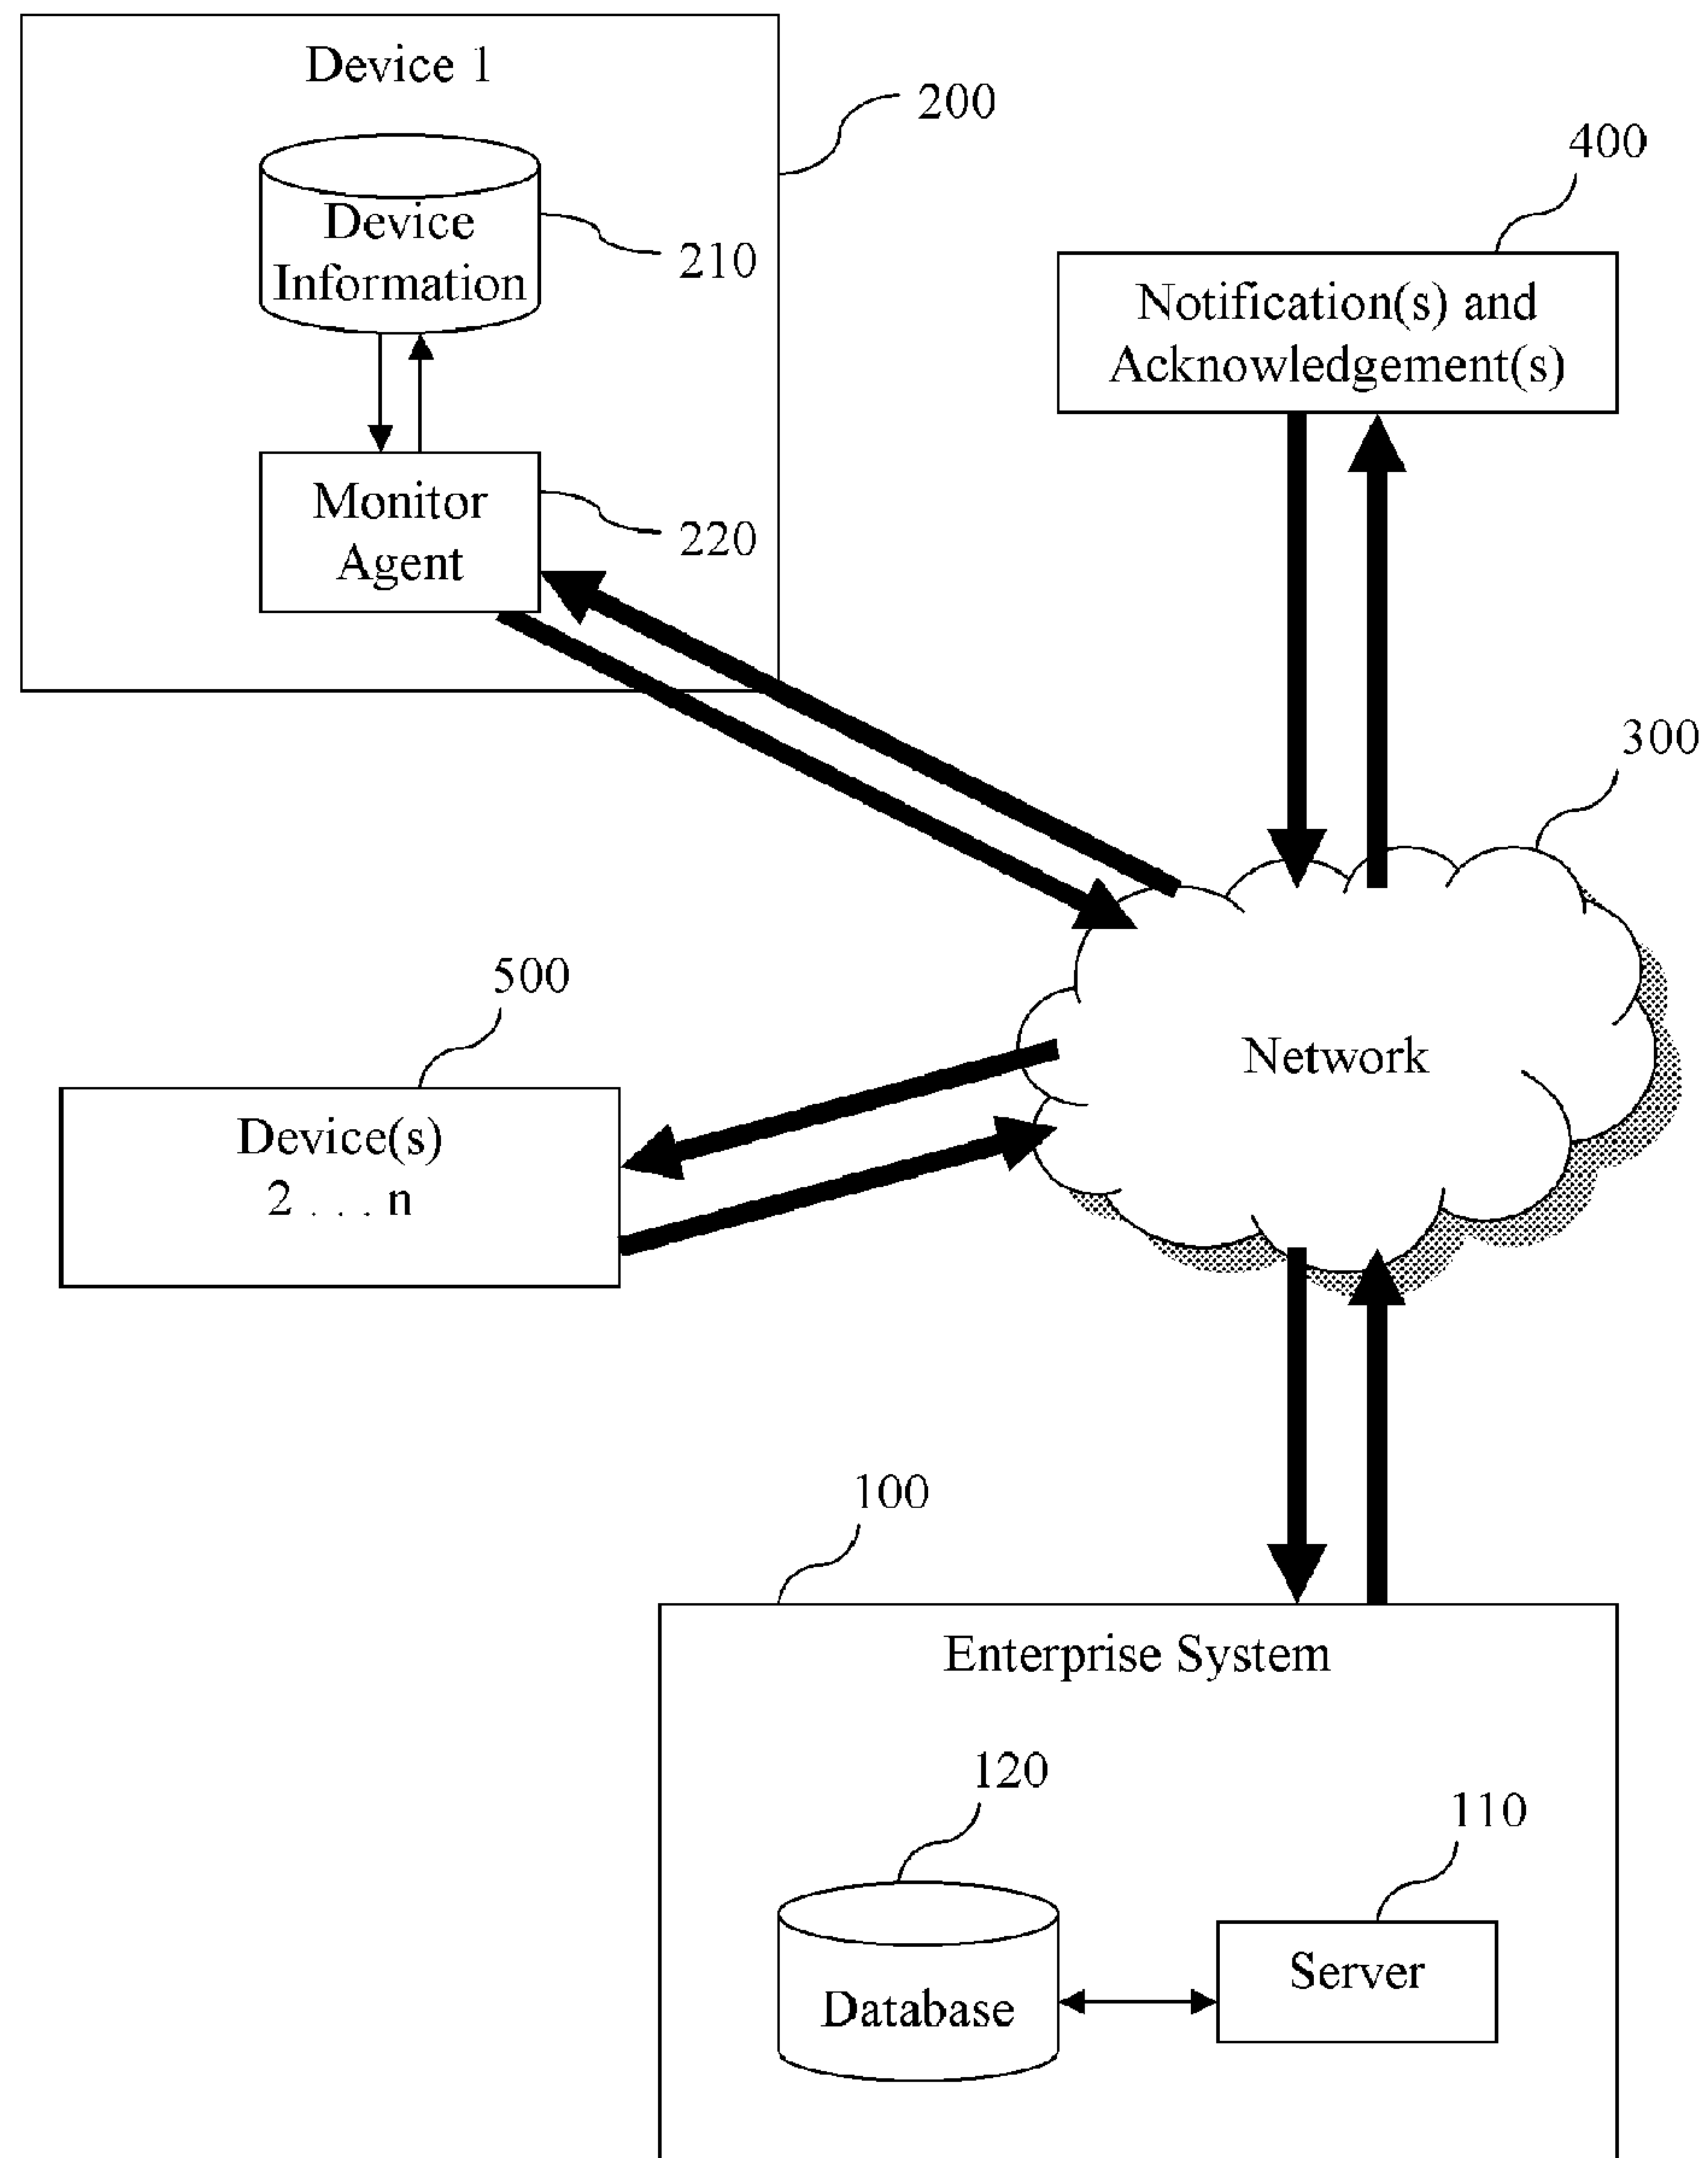 Device 1
200
Device
Information
210
Monitor
Agent
220
400
Notification(s) and
Acknowledgement(s)
300
Network
500
Device(s)
2 . . . n
100
Enterprise System
120
110
Database
Server